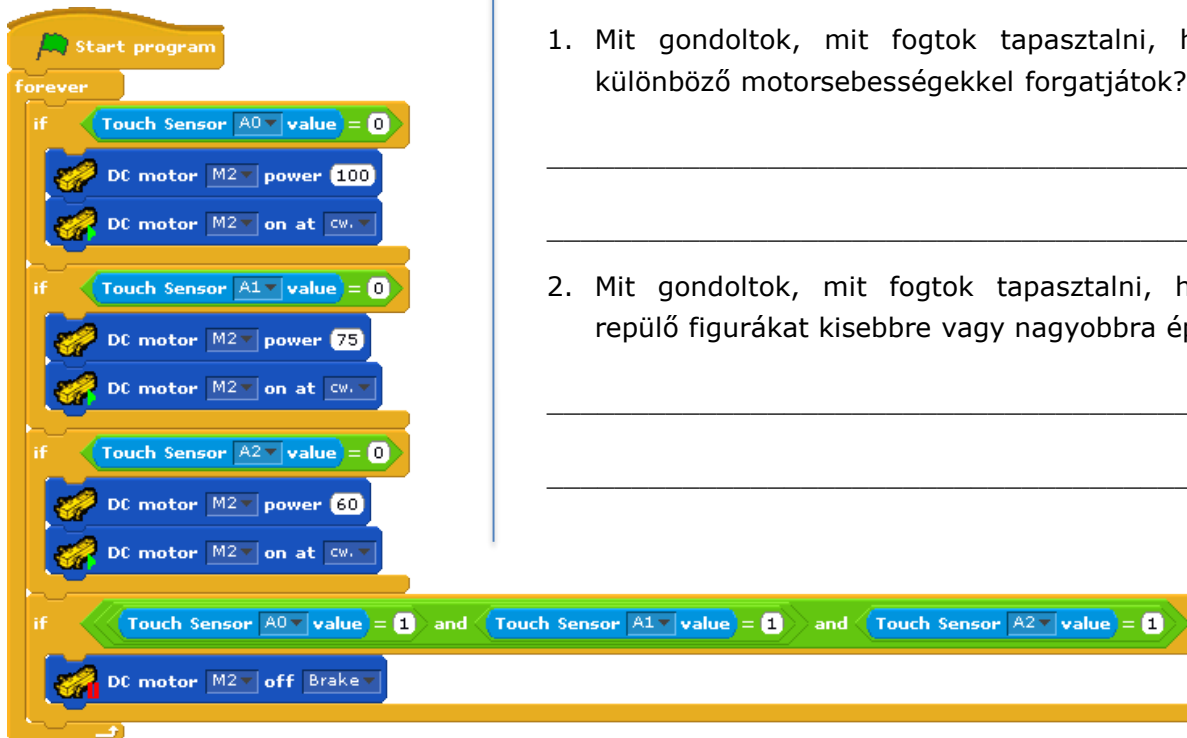 Start program
forever
if Touch Sensor A0 value = 0
DC motor M2 power 100
DC motor M2 on at cw.
if Touch Sensor A1 value = 0
DC motor M2 power 75
DC motor M2 on at cw.
if Touch Sensor A2 value = 0
DC motor M2 power 60
DC motor M2 on at cw.
if Touch Sensor A0 value = 1 and Touch Sensor A1 value = 1 and Touch Sensor A2 value = 1
DC motor M2 off Brake
1. Mit gondoltok, mit fogtok tapasztalni,
különböző motorsebességekkel forgatjátok?
2. Mit gondoltok, mit fogtok tapasztalni,
repülő figurákat kisebbre vagy nagyobbra